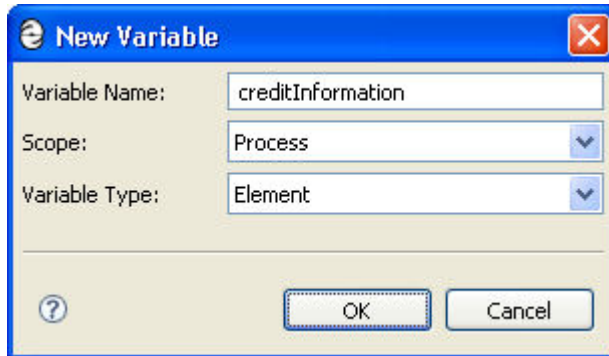 New Variable
Variable Name: creditInformation
Scope: Process
Variable Type: Element
? OK Cancel